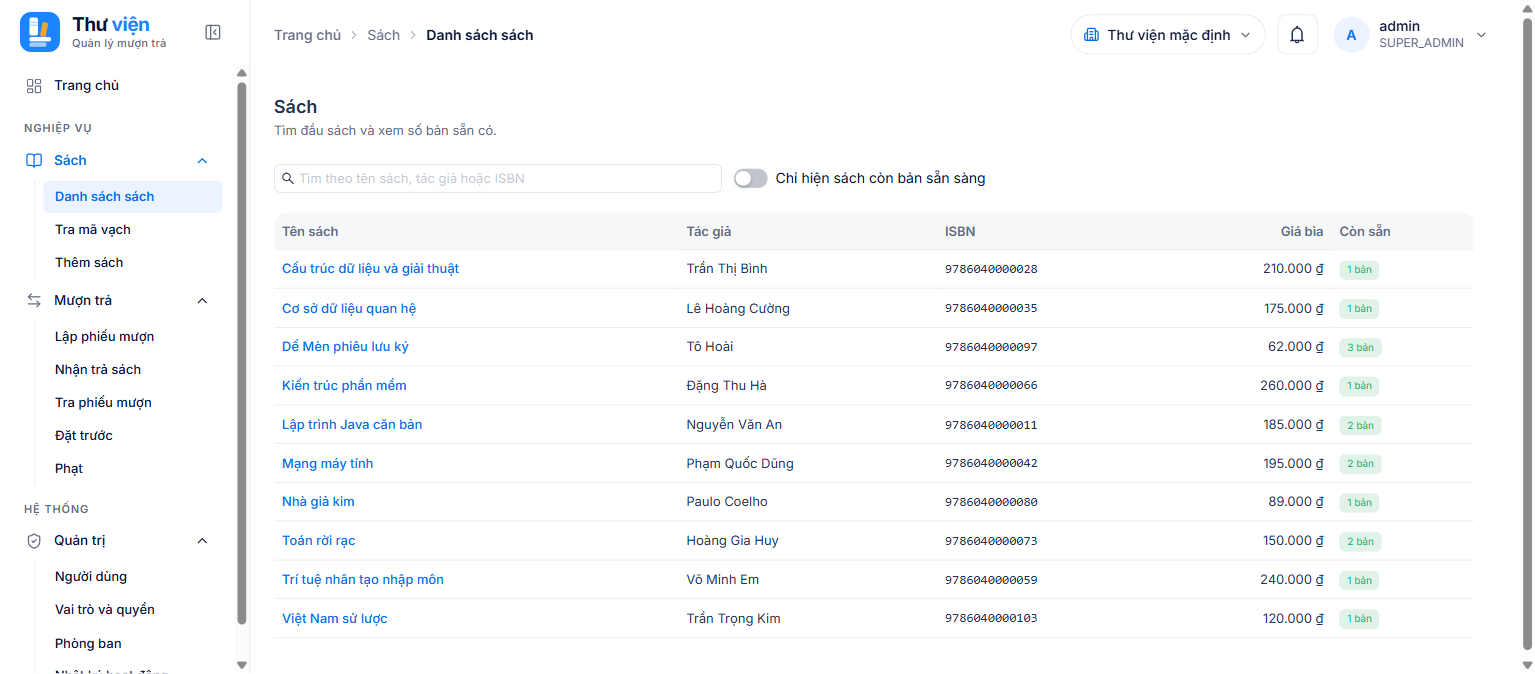 Thư viện
Quản lý mượn trả
Trang chủ
NGHIỆP VỤ
Sách
Danh sách sách
Tra mã vạch
Thêm sách
Mượn trả
Lập phiếu mượn
Nhận trả sách
Tra phiếu mượn
Đặt trước
Phạt
HỆ THỐNG
Quản trị
Người dùng
Vai trò và quyền
Phòng ban
Trang chủ > Sách > Danh sách sách
Thư viện mặc định
A
admin
SUPER_ADMIN
Sách
Tìm đầu sách và xem số bản sẵn có.
Tìm theo tên sách, tác giả hoặc ISBN
Chỉ hiện sách còn bản sẵn sàng
Tên sách Tác giả ISBN Giá bìa Còn sẵn
Cấu trúc dữ liệu và giải thuật Trần Thị Bình 9786040000028 210.000 ₫ 1 bản
Cơ sở dữ liệu quan hệ Lê Hoàng Cường 9786040000035 175.000 ₫ 1 bản
Dế Mèn phiêu lưu ký Tô Hoài 9786040000097 62.000 ₫ 3 bản
Kiến trúc phần mềm Đặng Thu Hà 9786040000066 260.000 ₫ 1 bản
Lập trình Java căn bản Nguyễn Văn An 9786040000011 185.000 ₫ 2 bản
Mạng máy tính Phạm Quốc Dũng 9786040000042 195.000 ₫ 2 bản
Nhà giả kim Paulo Coelho 9786040000080 89.000 ₫ 1 bản
Toán rời rạc Hoàng Gia Huy 9786040000073 150.000 ₫ 2 bản
Trí tuệ nhân tạo nhập môn Võ Minh Em 9786040000059 240.000 ₫ 1 bản
Việt Nam sử lược Trần Trọng Kim 9786040000103 120.000 ₫ 1 bản